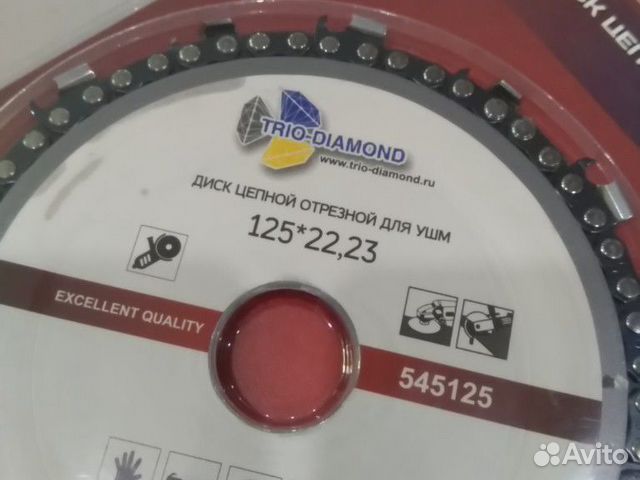 TRIO-DIAMOND
www.trio-diamond.ru
ДИСК ЦЕПНОЙ ОТРЕЗНОЙ ДЛЯ УШМ
125*22,23
EXCELLENT QUALITY
545125
Avito